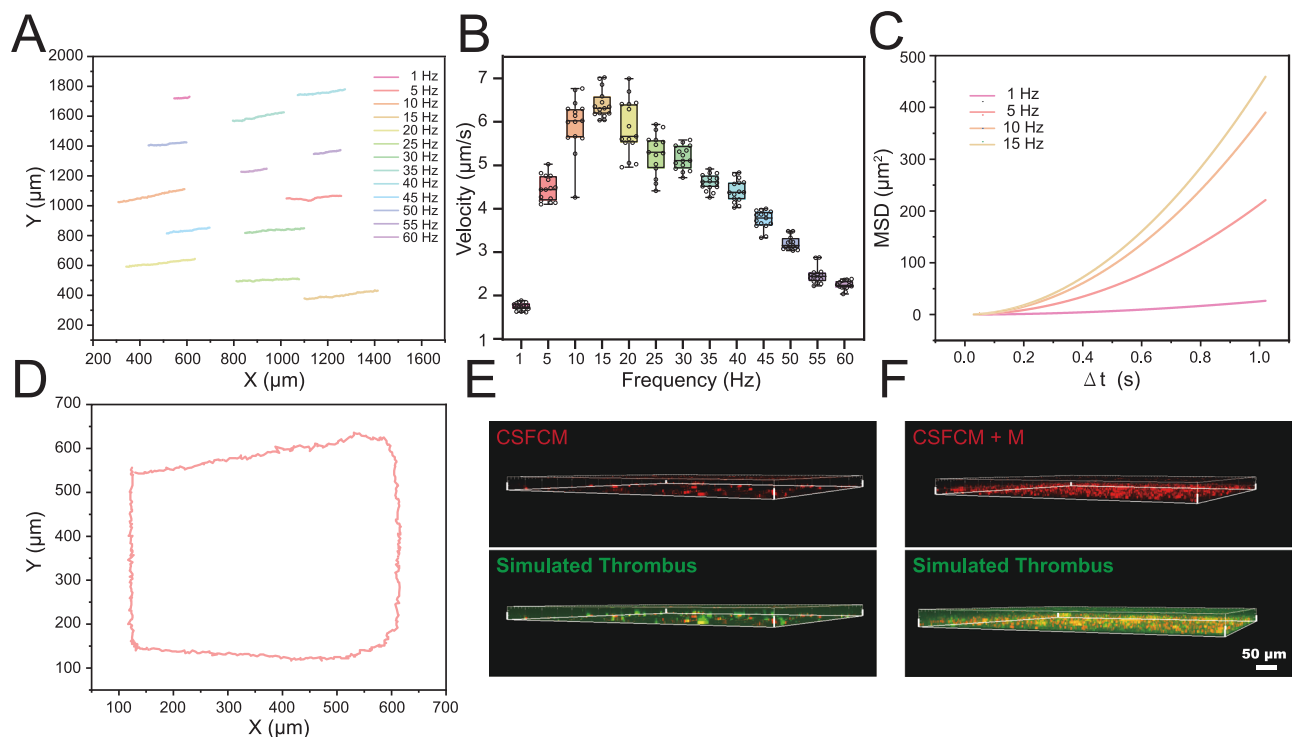 A
2000
1800
1600
1400
1200
1000
800
600
400
200
Y (µm)
200 400 600 800 1000 1200 1400 1600
X (µm)
1 Hz
5 Hz
10 Hz
15 Hz
20 Hz
25 Hz
30 Hz
35 Hz
40 Hz
45 Hz
50 Hz
55 Hz
60 Hz
B
7
6
5
4
3
2
1
Velocity (µm/s)
1 5 10 15 20 25 30 35 40 45 50 55 60
Frequency (Hz)
C
500
400
300
200
100
0
MSD (µm²)
0.0 0.2 0.4 0.6 0.8 1.0
Δ t (s)
1 Hz
5 Hz
10 Hz
15 Hz
D
700
600
500
400
300
200
100
Y (µm)
100 200 300 400 500 600 700
X (µm)
E
CSFCM
Simulated Thrombus
F
CSFCM + M
Simulated Thrombus
50 µm